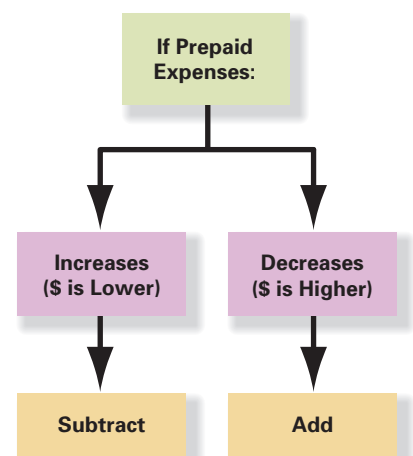 If Prepaid
Expenses:
Increases
($ is Lower)
Decreases
($ is Higher)
Subtract
Add